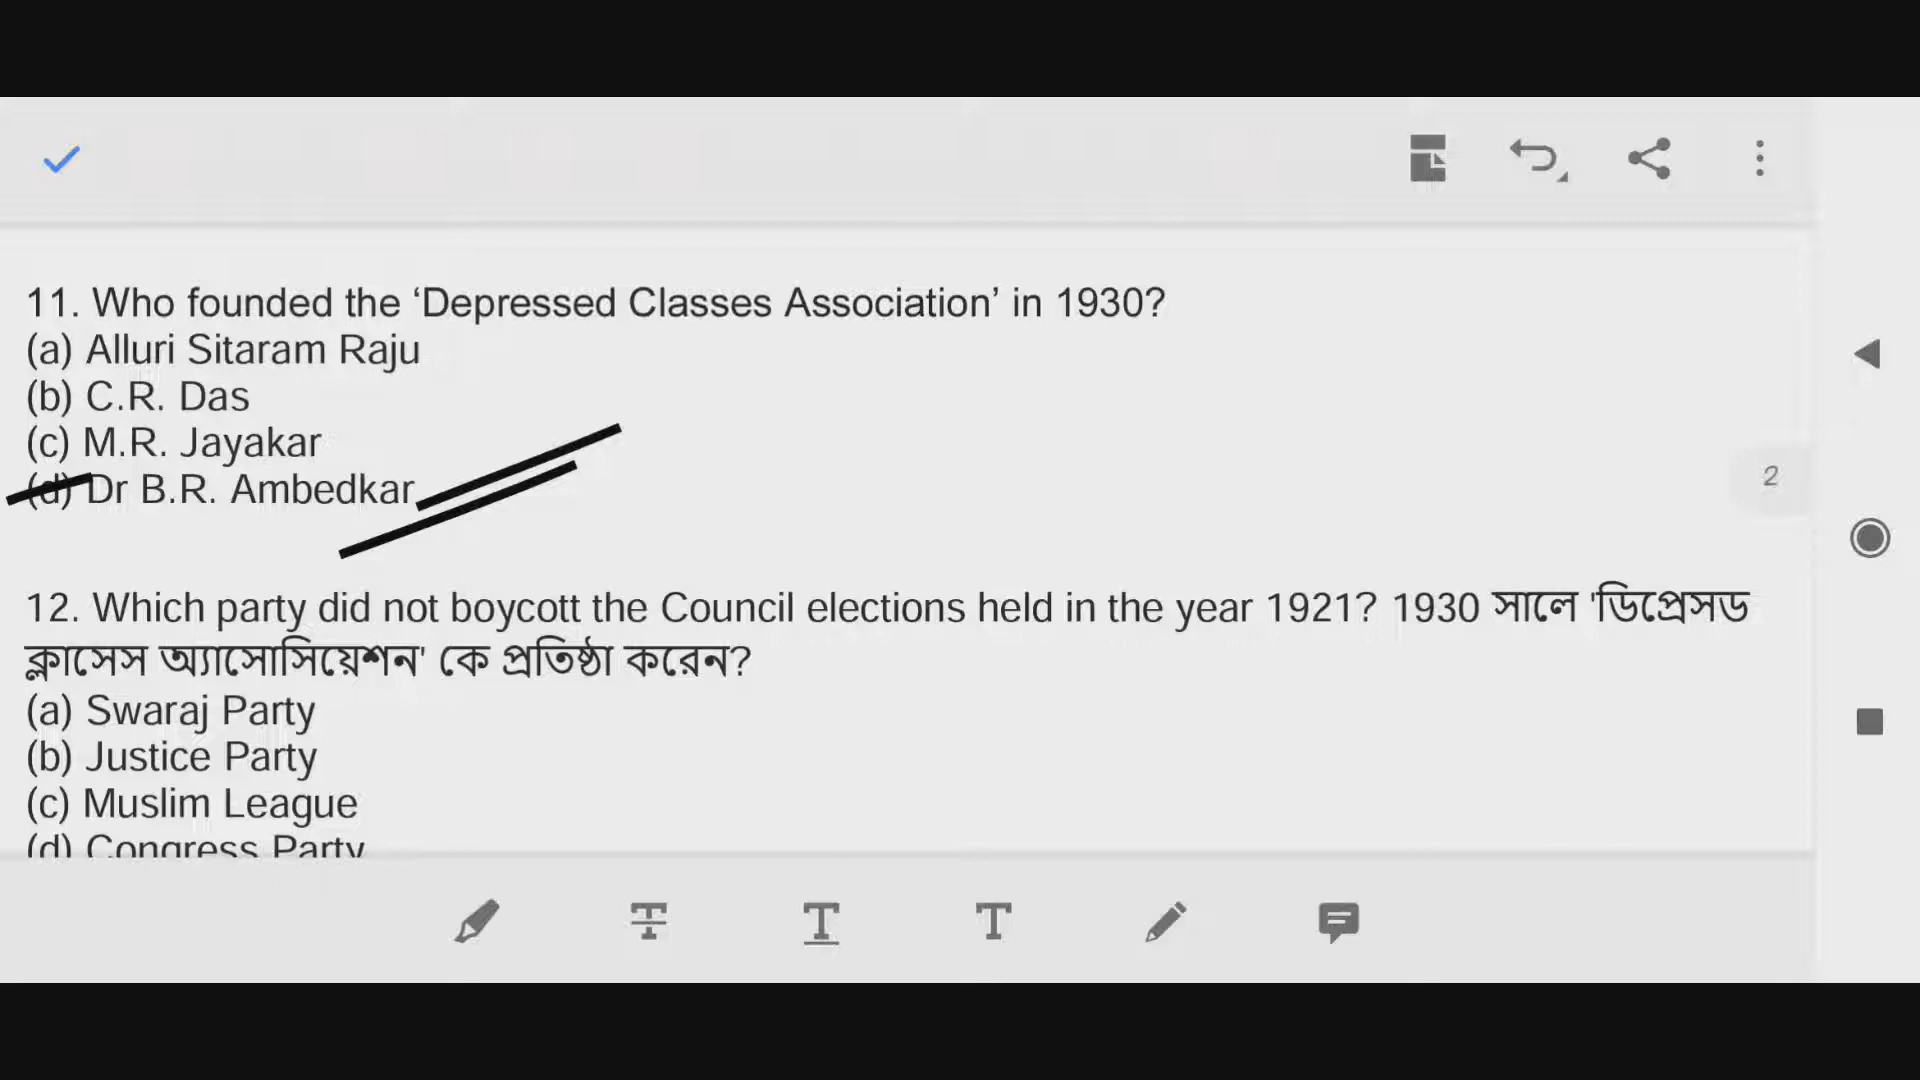 11. Who founded the ‘Depressed Classes Association’ in 1930?
(a) Alluri Sitaram Raju
(b) C.R. Das
(c) M.R. Jayakar
(d) Dr B.R. Ambedkar
2
12. Which party did not boycott the Council elections held in the year 1921? 1930 সালে 'ডিপ্রেসড
ক্লাসেস অ্যাসোসিয়েশন' কে প্রতিষ্ঠা করেন?
(a) Swaraj Party
(b) Justice Party
(c) Muslim League
(d) Congress Party